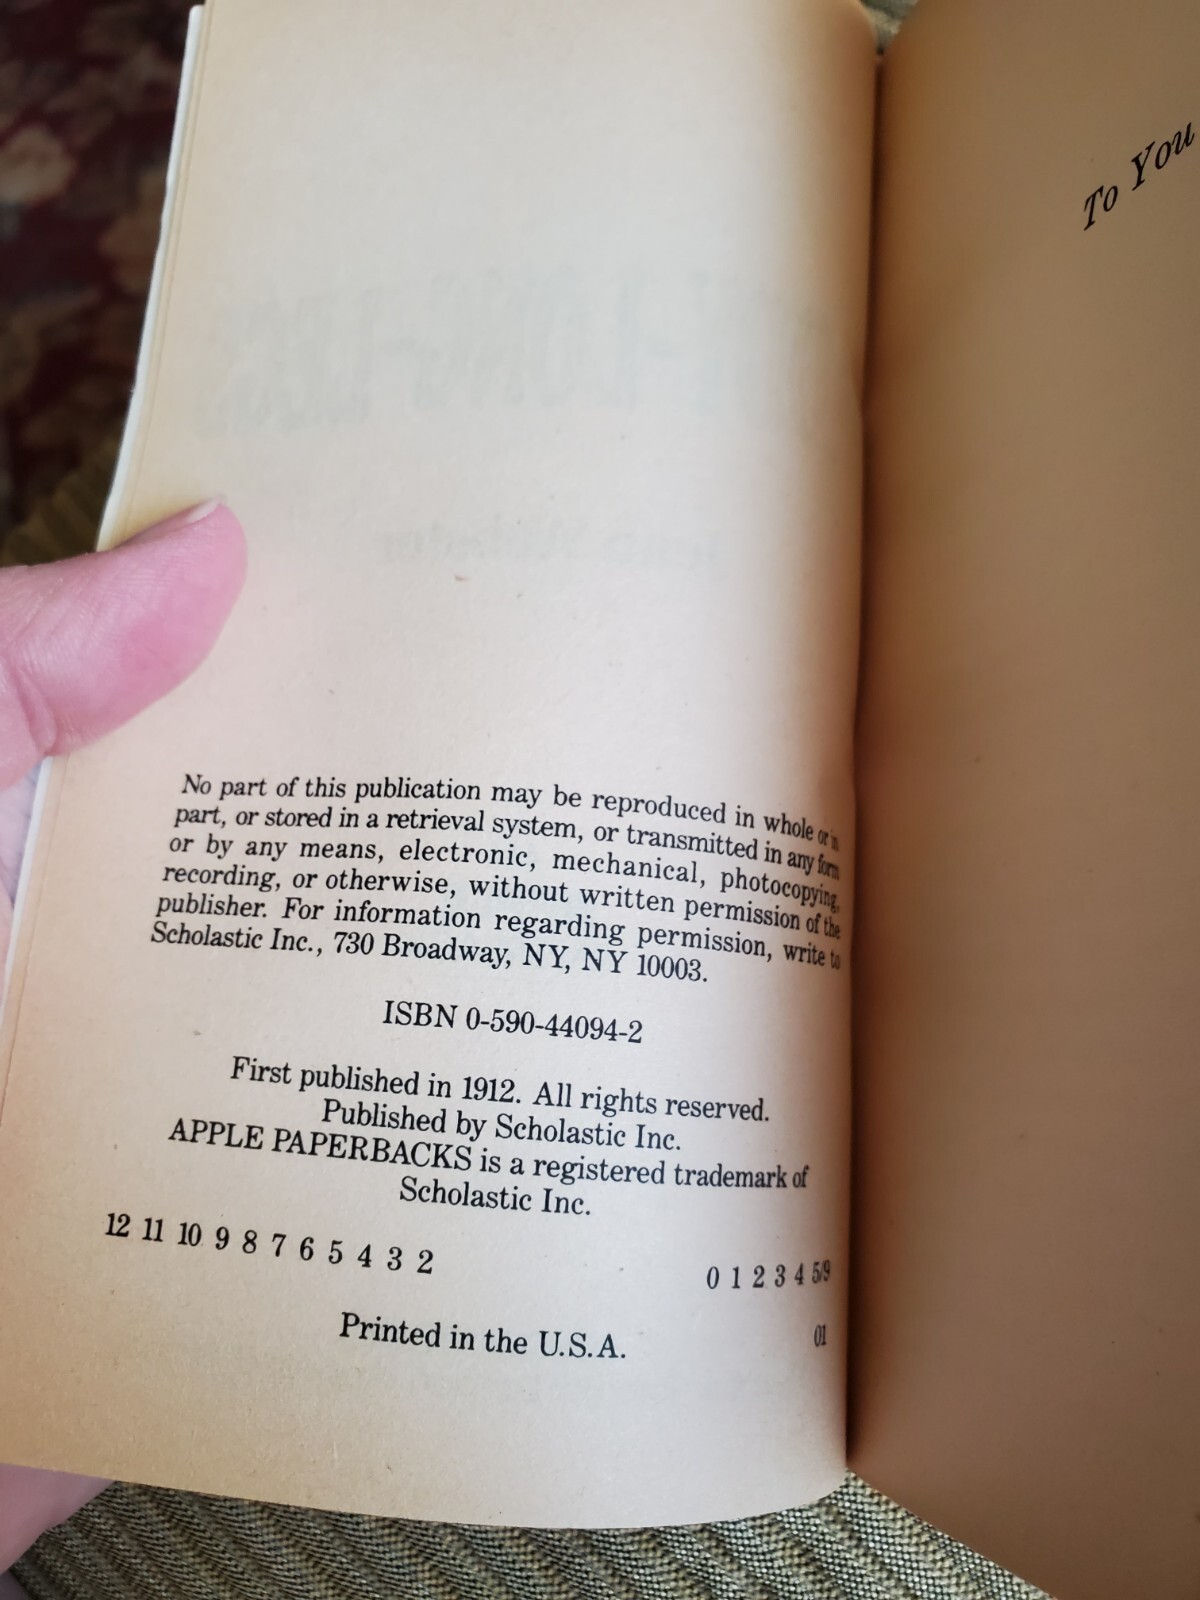 To You
No part of this publication may be reproduced in whole or in
part, or stored in a retrieval system, or transmitted in any form
or by any means, electronic, mechanical, photocopying,
recording, or otherwise, without written permission of the
publisher. For information regarding permission, write to
Scholastic Inc., 730 Broadway, NY, NY 10003.
ISBN 0-590-44094-2
First published in 1912. All rights reserved.
Published by Scholastic Inc.
APPLE PAPERBACKS is a registered trademark of
Scholastic Inc.
12 11 10 9 8 7 6 5 4 3 2 0 1 2 3 4 5/9
Printed in the U.S.A. 01